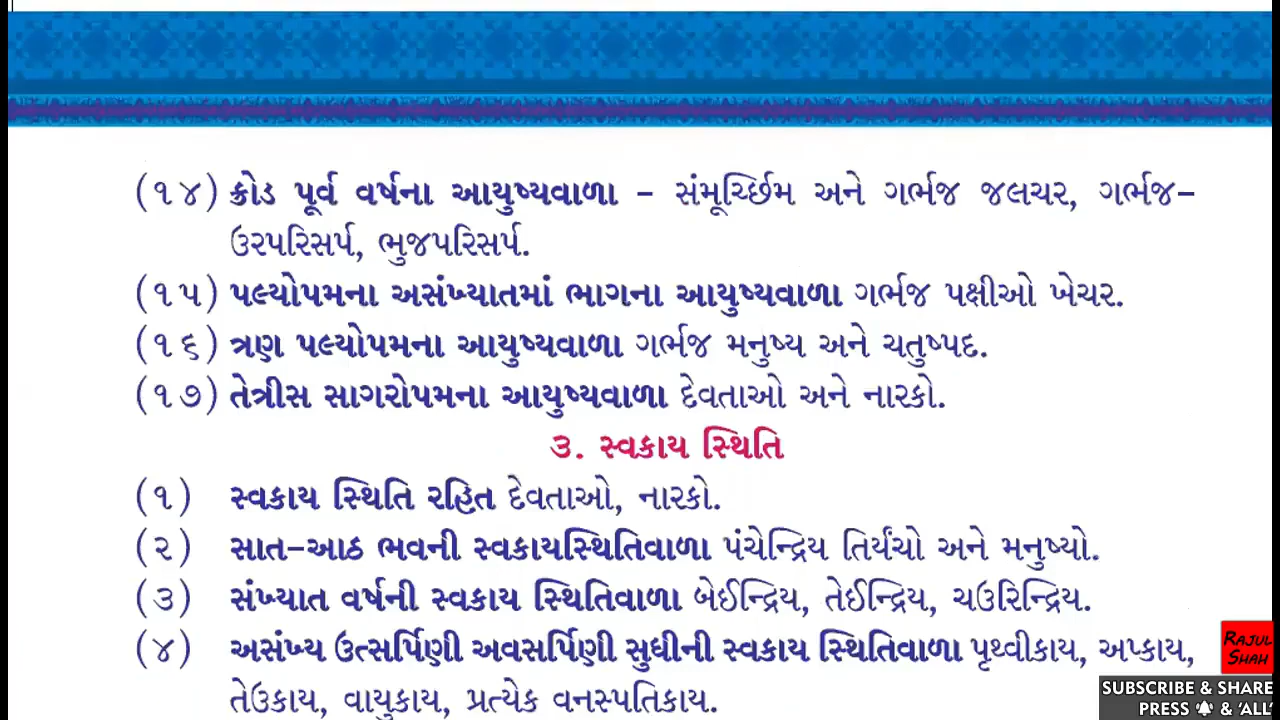 (૧૪) ક્રોડ પૂર્વ વર્ષના આયુષ્યવાળા – સંમૂર્ચ્છિમ અને ગર્ભજ જલચર, ગર્ભજ–
ઉરપરિસર્પ, ભુજપરિસર્પ.
(૧૫) પલ્યોપમના અસંખ્યાતમાં ભાગના આયુષ્યવાળા ગર્ભજ પક્ષીઓ ખેચર.
(૧૬) ત્રણ પલ્યોપમના આયુષ્યવાળા ગર્ભજ મનુષ્ય અને ચતુષ્પદ.
(૧૭) તેત્રીસ સાગરોપમના આયુષ્યવાળા દેવતાઓ અને નારકો.
૩. સ્વકાય સ્થિતિ
(૧) સ્વકાય સ્થિતિ રહિત દેવતાઓ, નારકો.
(૨) સાત–આઠ ભવની સ્વકાયસ્થિતિવાળા પંચેન્દ્રિય તિર્યંચો અને મનુષ્યો.
(૩) સંખ્યાત વર્ષની સ્વકાય સ્થિતિવાળા બેઈન્દ્રિય, તેઈન્દ્રિય, ચઉરિન્દ્રિય.
(૪) અસંખ્ય ઉત્સર્પિણી અવસર્પિણી સુધીની સ્વકાય સ્થિતિવાળા પૃથ્વીકાય, અપ્કાય,
તેઉકાય, વાયુકાય, પ્રત્યેક વનસ્પતિકાય.
RAJUL
SHAH
SUBSCRIBE & SHARE
PRESS & 'ALL'